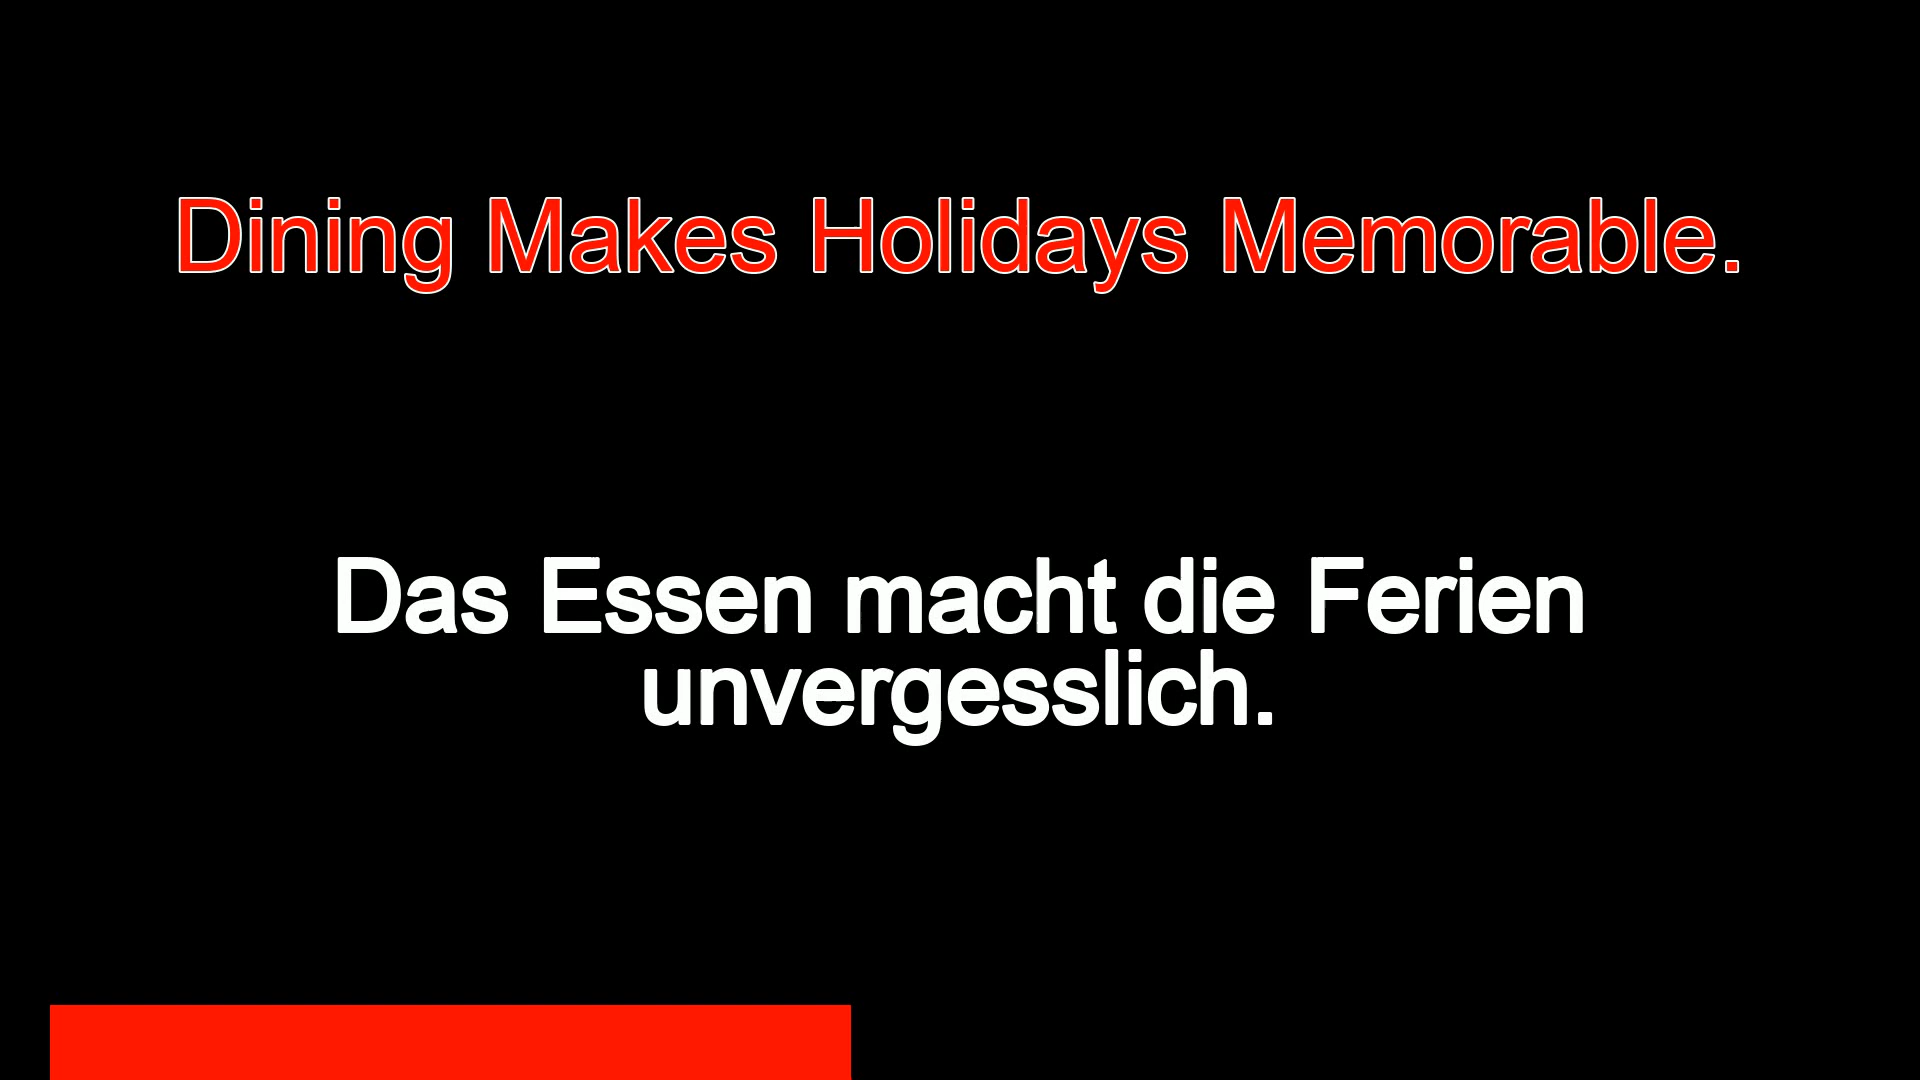 Dining Makes Holidays Memorable.
Das Essen macht die Ferien
unvergesslich.